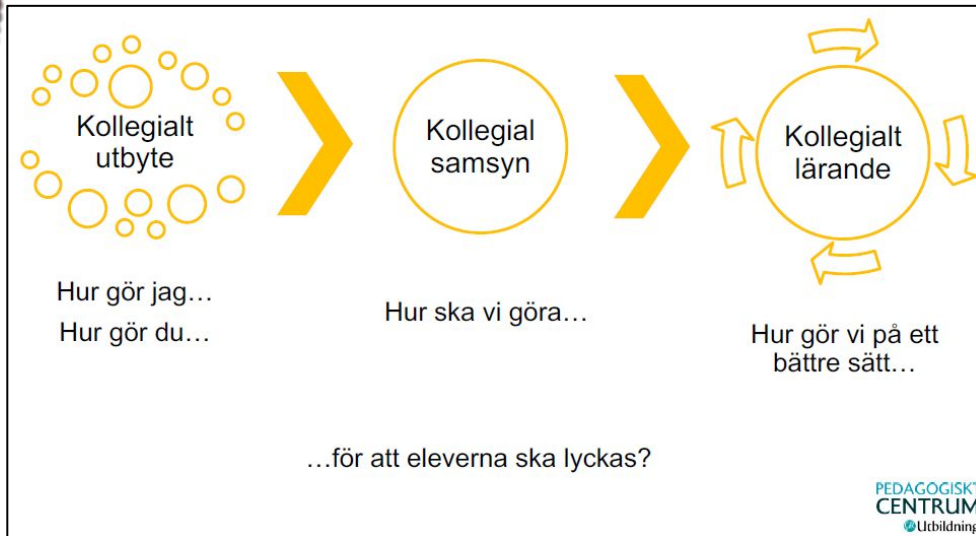 Kollegialt
utbyte
Kollegial
samsyn
Kollegialt
lärande
Hur gör jag…
Hur gör du…
Hur ska vi göra…
Hur gör vi på ett
bättre sätt…
…för att eleverna ska lyckas?
PEDAGOGISKT
CENTRUM
Utbildning